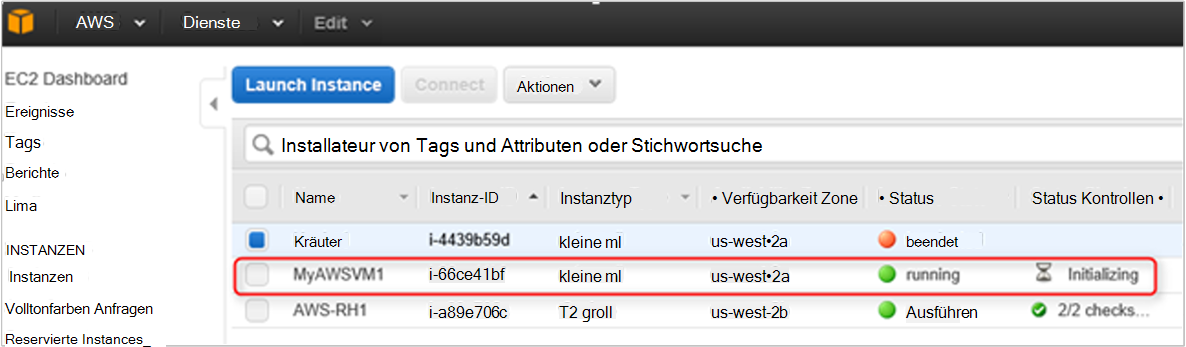 AWS Dienste Edit
EC2 Dashboard
Ereignisse
Tags
Berichte
Lima
INSTANZEN
Instanzen
Volltonfarben Anfragen
Reservierte Instances_
Launch Instance Connect Aktionen
Installateur von Tags und Attributen oder Stichwortsuche
Name Instanz-ID Instanztyp • Verfügbarkeit Zone • Status Status Kontrollen •
Kräuter i-4439b59d kleine ml us-west•2a beendet
MyAWSVM1 i-66ce41bf kleine ml us-west•2a running Initializing
AWS-RH1 i-a89e706c T2 groll us-west-2b Ausführen 2/2 checks...